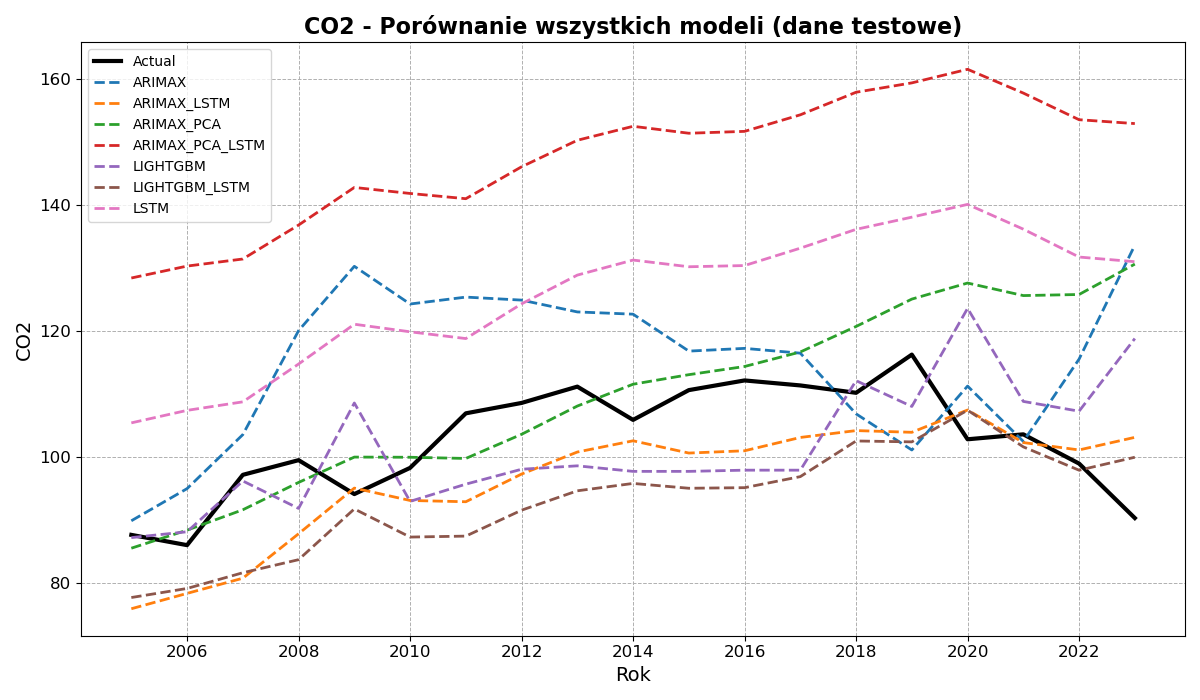 CO2 - Porównanie wszystkich modeli (dane testowe)
Actual
ARIMAX
ARIMAX_LSTM
ARIMAX_PCA
ARIMAX_PCA_LSTM
LIGHTGBM
LIGHTGBM_LSTM
LSTM
160
140
120
100
80
CO2
2006 2008 2010 2012 2014 2016 2018 2020 2022
Rok